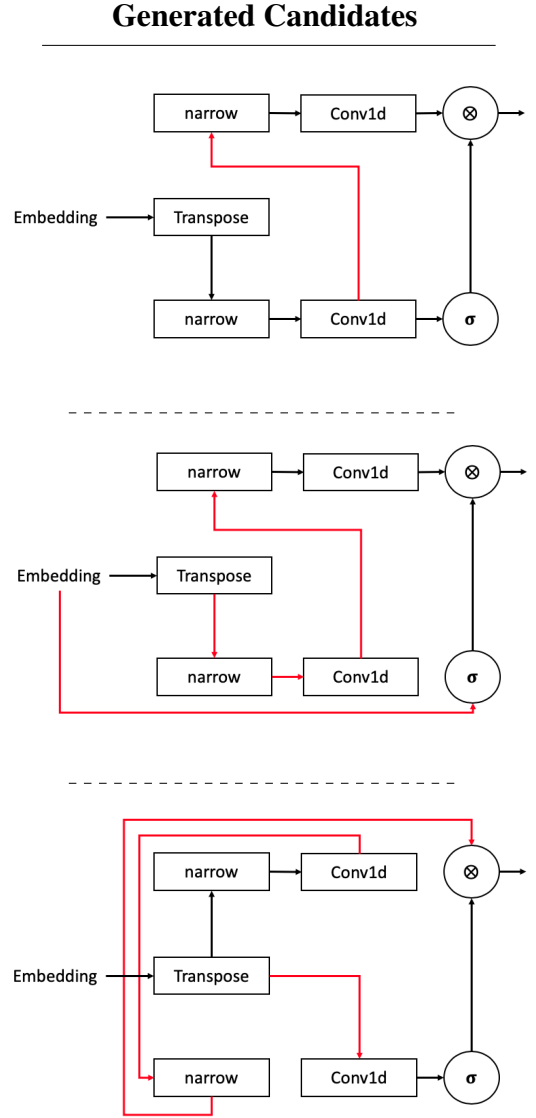 Generated Candidates
narrow Conv1d ⊗
Embedding Transpose
narrow Conv1d σ
narrow Conv1d ⊗
Embedding Transpose
narrow Conv1d σ
narrow Conv1d ⊗
Embedding Transpose
narrow Conv1d σ